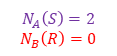 N_A(S) = 2
N_B(R) = 0